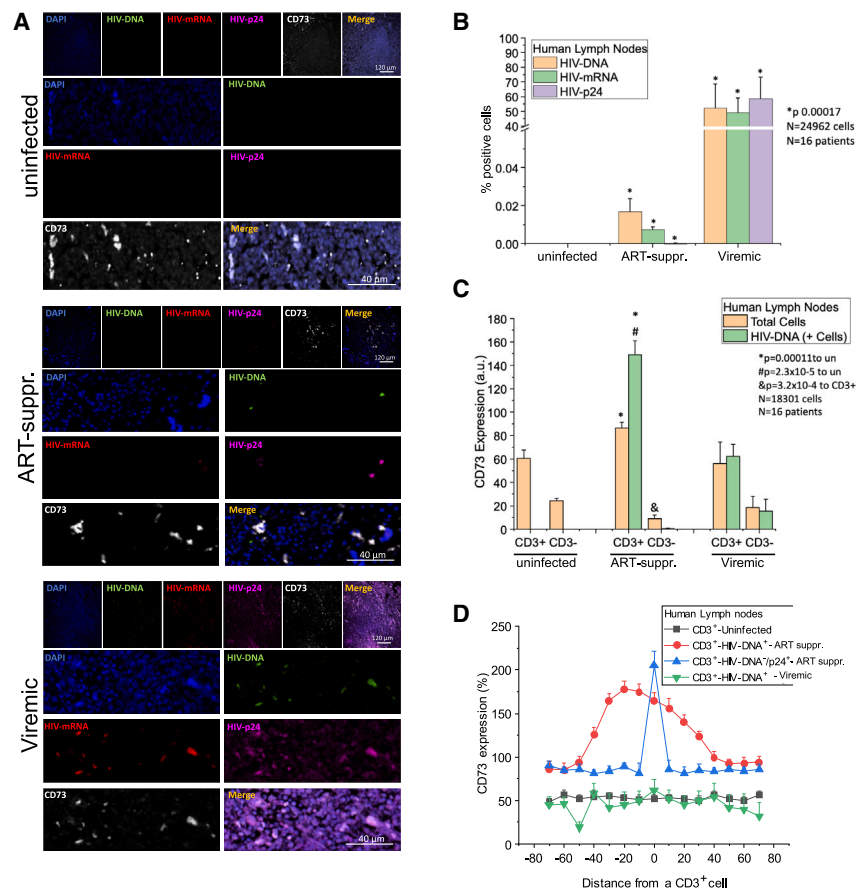 A
DAPI HIV-DNA HIV-mRNA HIV-p24 CD73 Merge
120 µm
DAPI HIV-DNA
HIV-mRNA HIV-p24
CD73 Merge
40 µm
uninfected
DAPI HIV-DNA HIV-mRNA HIV-p24 CD73 Merge
120 µm
DAPI HIV-DNA
HIV-mRNA HIV-p24
CD73 Merge
40 µm
ART-suppr.
DAPI HIV-DNA HIV-mRNA HIV-p24 CD73 Merge
120 µm
DAPI HIV-DNA
HIV-mRNA HIV-p24
CD73 Merge
40 µm
Viremic
B
Human Lymph Nodes
HIV-DNA
HIV-mRNA
HIV-p24
*p 0.00017
N=24962 cells
N=16 patients
% positive cells
100
90
80
70
60
50
40
0.04
0.02
0.00
* * * * * *
uninfected ART-suppr. Viremic
C
Human Lymph Nodes
Total Cells
HIV-DNA (+ Cells)
*p=0.00011to un
#p=2.3x10-5 to un
&p=3.2x10-4 to CD3+
N=18301 cells
N=16 patients
CD73 Expression (a.u.)
180
160
140
120
100
80
60
40
20
0
*
#
*
&
CD3+ CD3- CD3+ CD3- CD3+ CD3-
uninfected ART-suppr. Viremic
D
Human Lymph nodes
CD3⁺-Uninfected
CD3⁺-HIV-DNA⁺- ART suppr.
CD3⁺-HIV-DNA⁻/p24⁺- ART suppr.
CD3⁺-HIV-DNA⁺ - Viremic
CD73 expression (%)
250
200
150
100
50
0
-80 -60 -40 -20 0 20 40 60 80
Distance from a CD3⁺cell